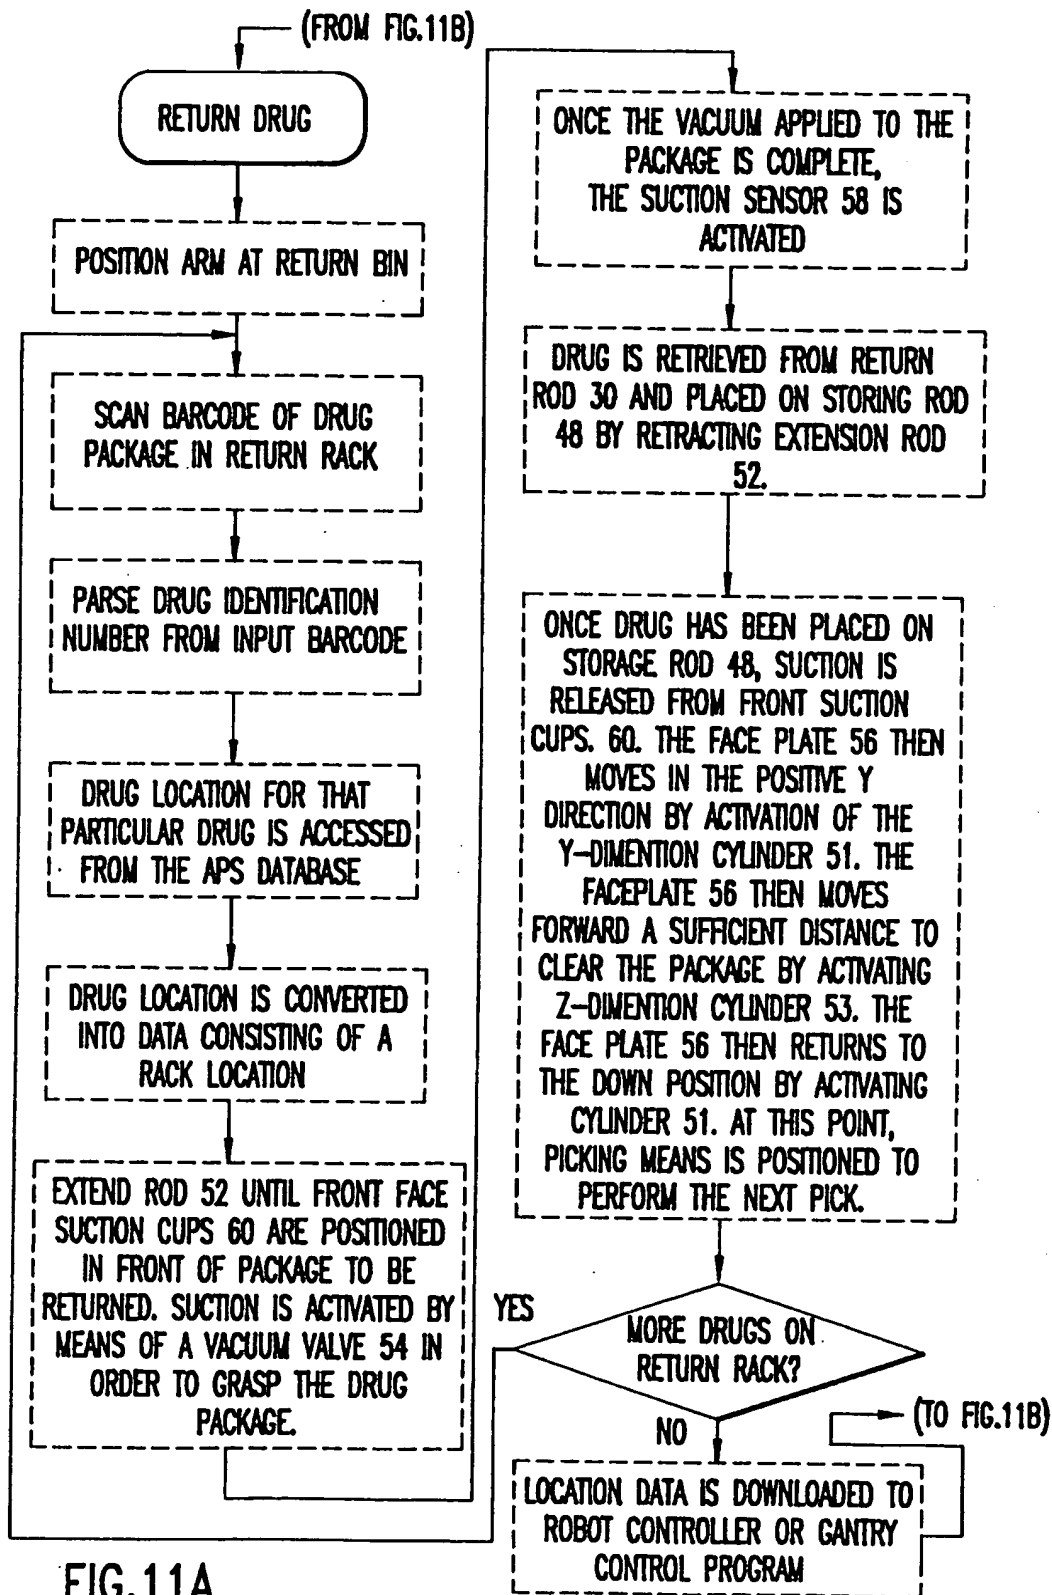 (FROM FIG.11B)
RETURN DRUG
POSITION ARM AT RETURN BIN
SCAN BARCODE OF DRUG
PACKAGE IN RETURN RACK
PARSE DRUG IDENTIFICATION
NUMBER FROM INPUT BARCODE
DRUG LOCATION FOR THAT
PARTICULAR DRUG IS ACCESSED
FROM THE APS DATABASE
DRUG LOCATION IS CONVERTED
INTO DATA CONSISTING OF A
RACK LOCATION
EXTEND ROD 52 UNTIL FRONT FACE
SUCTION CUPS 60 ARE POSITIONED
IN FRONT OF PACKAGE TO BE
RETURNED. SUCTION IS ACTIVATED BY
MEANS OF A VACUUM VALVE 54 IN
ORDER TO GRASP THE DRUG
PACKAGE.
ONCE THE VACUUM APPLIED TO THE
PACKAGE IS COMPLETE,
THE SUCTION SENSOR 58 IS
ACTIVATED
DRUG IS RETRIEVED FROM RETURN
ROD 30 AND PLACED ON STORING ROD
48 BY RETRACTING EXTENSION ROD
52.
ONCE DRUG HAS BEEN PLACED ON
STORAGE ROD 48, SUCTION IS
RELEASED FROM FRONT SUCTION
CUPS. 60. THE FACE PLATE 56 THEN
MOVES IN THE POSITIVE Y
DIRECTION BY ACTIVATION OF THE
Y-DIMENTION CYLINDER 51. THE
FACEPLATE 56 THEN MOVES
FORWARD A SUFFICIENT DISTANCE TO
CLEAR THE PACKAGE BY ACTIVATING
Z-DIMENTION CYLINDER 53. THE
FACE PLATE 56 THEN RETURNS TO
THE DOWN POSITION BY ACTIVATING
CYLINDER 51. AT THIS POINT,
PICKING MEANS IS POSITIONED TO
PERFORM THE NEXT PICK.
YES
MORE DRUGS ON
RETURN RACK?
NO
(TO FIG.11B)
LOCATION DATA IS DOWNLOADED TO
ROBOT CONTROLLER OR GANTRY
CONTROL PROGRAM
FIG.11A